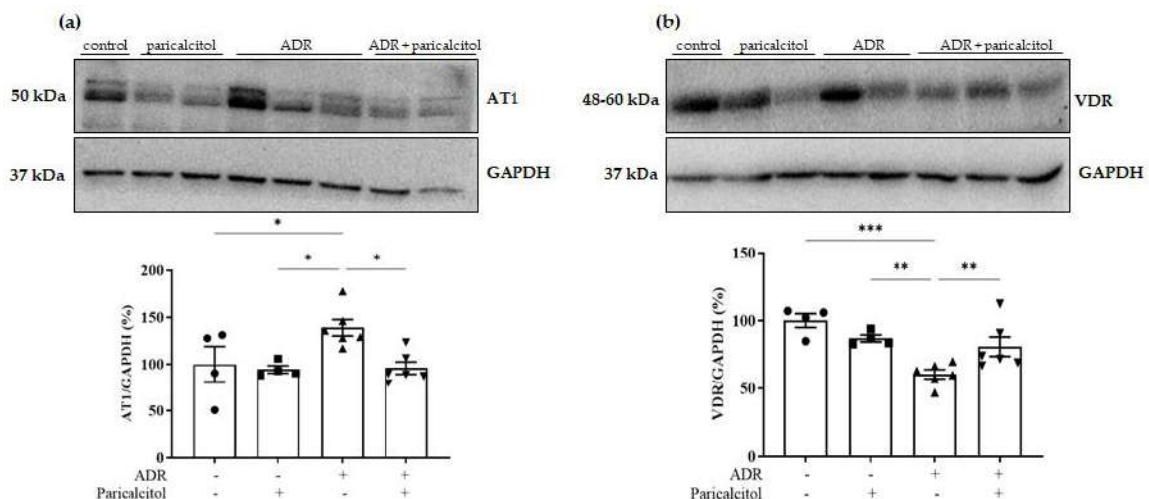 (a)
control paricalcitol ADR ADR + paricalcitol
50 kDa AT1
37 kDa GAPDH
*
* *
200
150
100
50
0
AT1/GAPDH (%)
ADR - - + +
Paricalcitol - + - +
(b)
control paricalcitol ADR ADR + paricalcitol
48-60 kDa VDR
37 kDa GAPDH
***
** **
150
100
50
0
VDR/GAPDH (%)
ADR - - + +
Paricalcitol - + - +